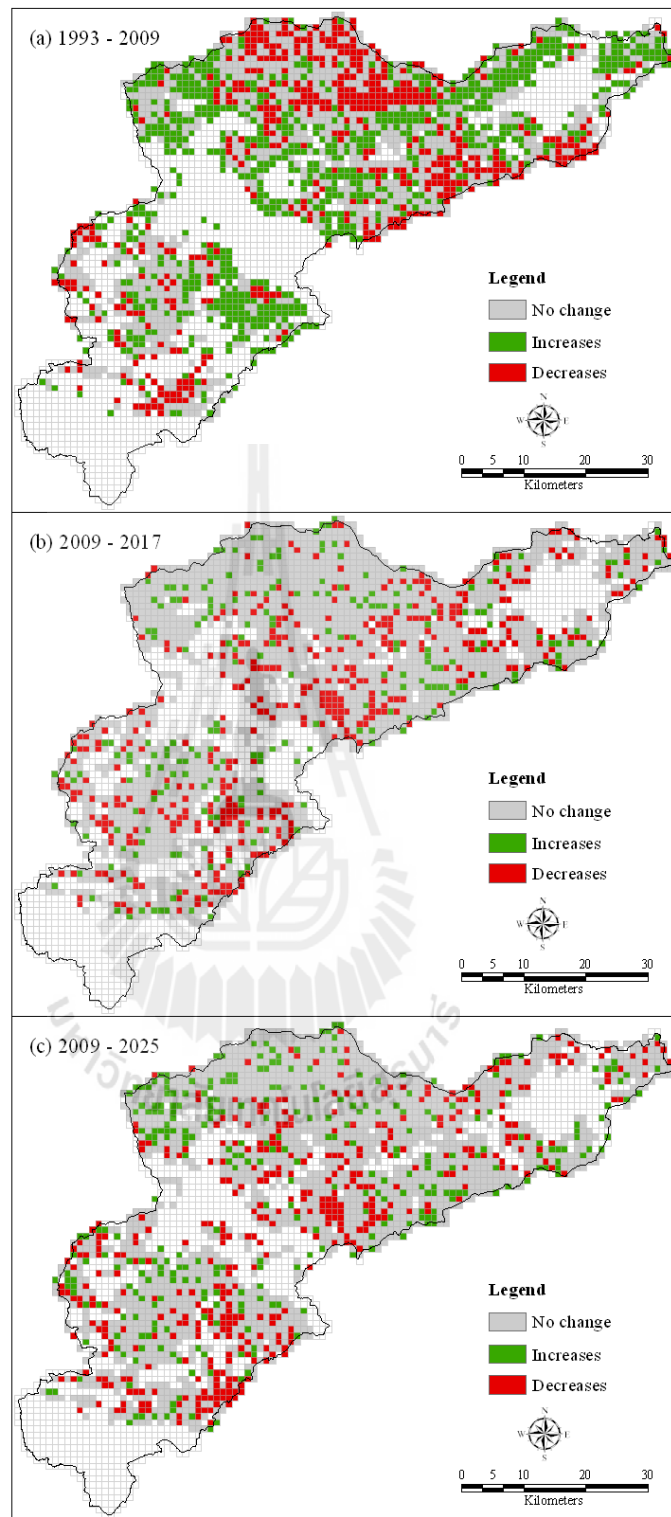 (a) 1993 - 2009
Legend
No change
Increases
Decreases
N
W E
S
0 5 10 20 30
Kilometers
(b) 2009 - 2017
Legend
No change
Increases
Decreases
N
W E
S
0 5 10 20 30
Kilometers
(c) 2009 - 2025
Legend
No change
Increases
Decreases
N
W E
S
0 5 10 20 30
Kilometers